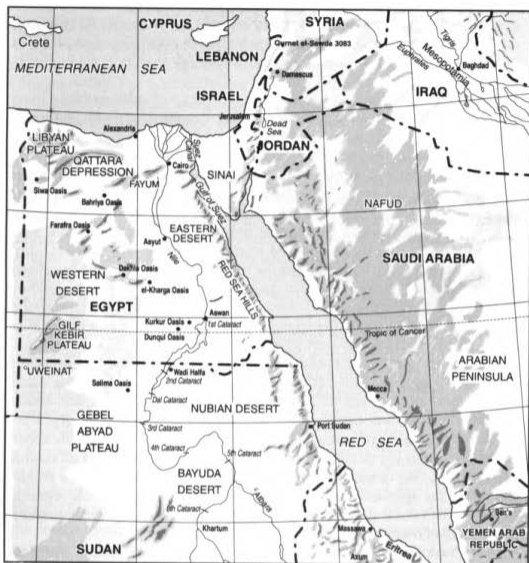 CYPRUS
SYRIA
Crete
LEBANON
Gurnet el-Sawda 3083
Tigris
MEDITERRANEAN SEA
Damascus
Euphrates
Mesopotamia
Baghdad
ISRAEL
IRAQ
Alexandria
Jerusalem
Dead
Sea
LIBYAN
PLATEAU
JORDAN
QATTARA
DEPRESSION
Cairo
Suez
Canal
SINAI
Siwa Oasis
FAYUM
Bahriya Oasis
Gulf of Suez
NAFUD
Farafra Oasis
EASTERN
DESERT
Asyut
Nile
SAUDI ARABIA
Dakhla Oasis
WESTERN
DESERT
el-Kharga Oasis
RED SEA HILLS
EGYPT
Aswan
Kurkur Oasis
1st Cataract
GILF
KEBIR
PLATEAU
Dunqul Oasis
Tropic of Cancer
ARABIAN
PENINSULA
'UWEINAT
Wadi Halfa
2nd Cataract
Salima Oasis
Mecca
Dal Cataract
NUBIAN DESERT
GEBEL
ABYAD
PLATEAU
3rd Cataract
Port Sudan
RED SEA
4th Cataract
5th Cataract
BAYUDA
DESERT
Atbara
6th Cataract
San'a
Khartum
Massawa
YEMEN ARAB
REPUBLIC
SUDAN
Axum
Eritrea